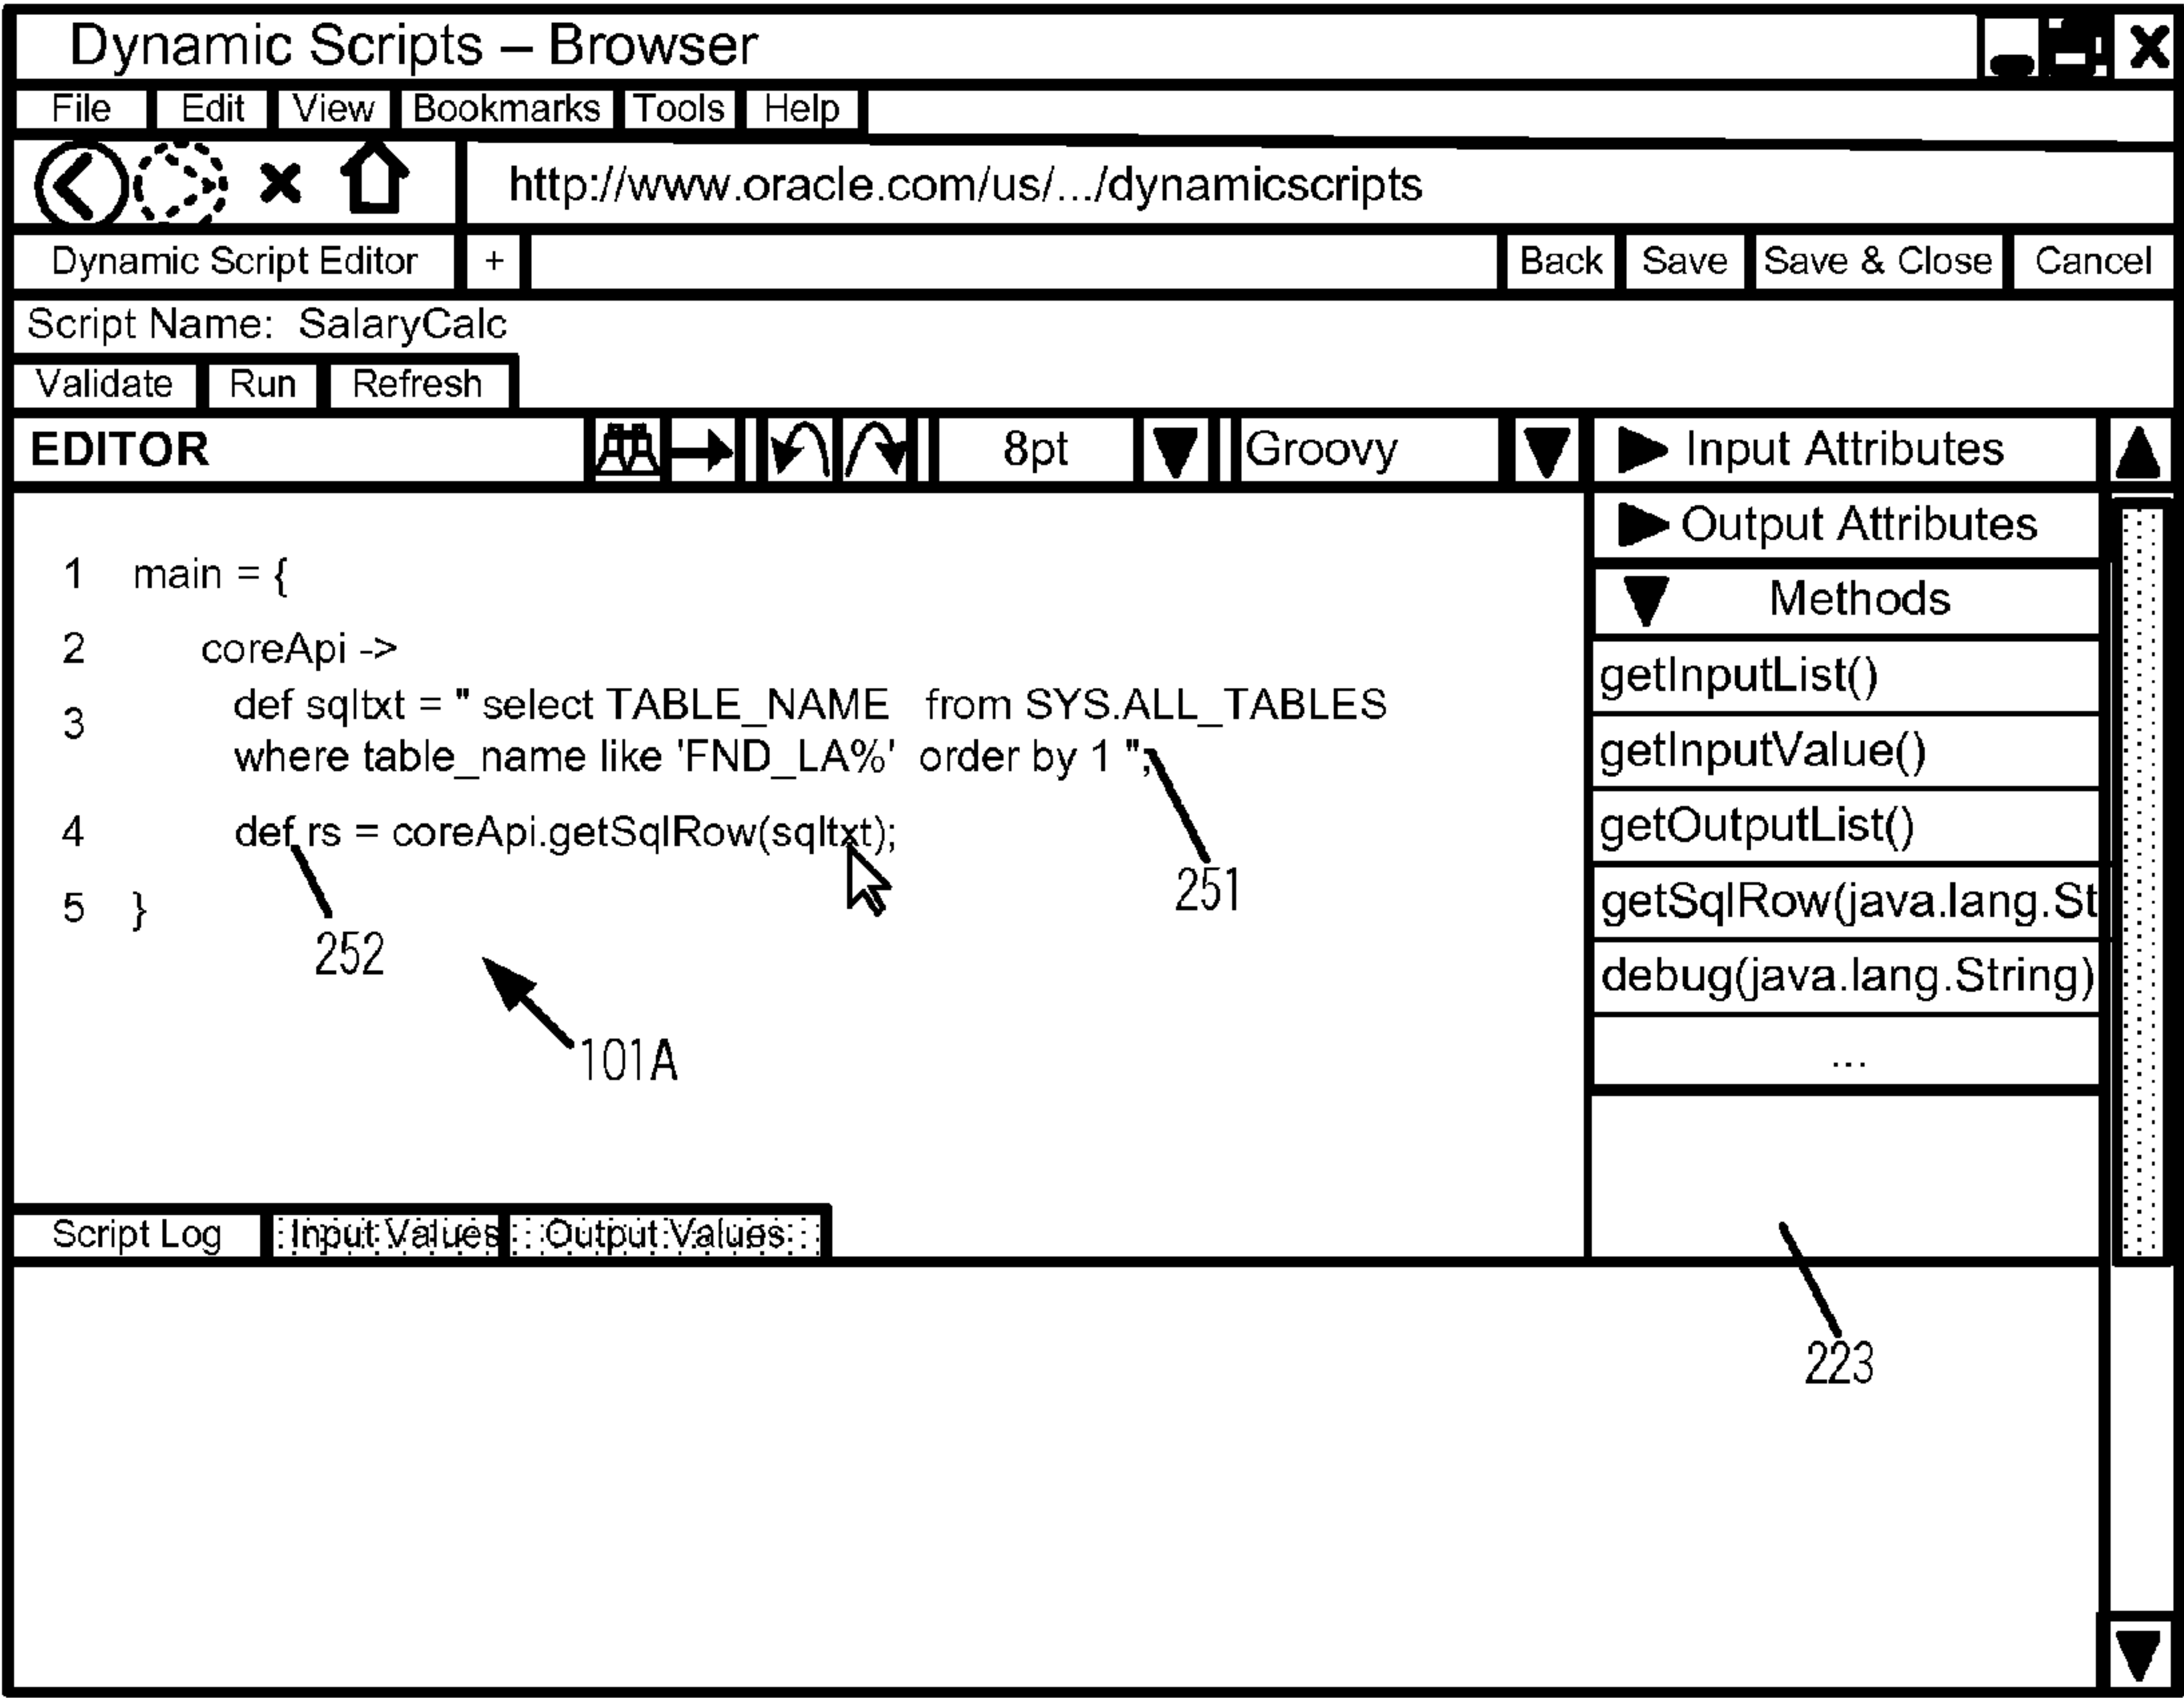 Dynamic Scripts – Browser
File Edit View Bookmarks Tools Help
http://www.oracle.com/us/.../dynamicscripts
Dynamic Script Editor + Back Save Save & Close Cancel
Script Name: SalaryCalc
Validate Run Refresh
EDITOR 8pt Groovy Input Attributes
Output Attributes
1 main = {
Methods
2 coreApi ->
getInputList()
3 def sqltxt = " select TABLE_NAME from SYS.ALL_TABLES
where table_name like 'FND_LA%' order by 1 ";
getInputValue()
4 def rs = coreApi.getSqlRow(sqltxt);
getOutputList()
251
5 }
getSqlRow(java.lang.St
252
debug(java.lang.String)
101A
...
Script Log Input Values Output Values
223